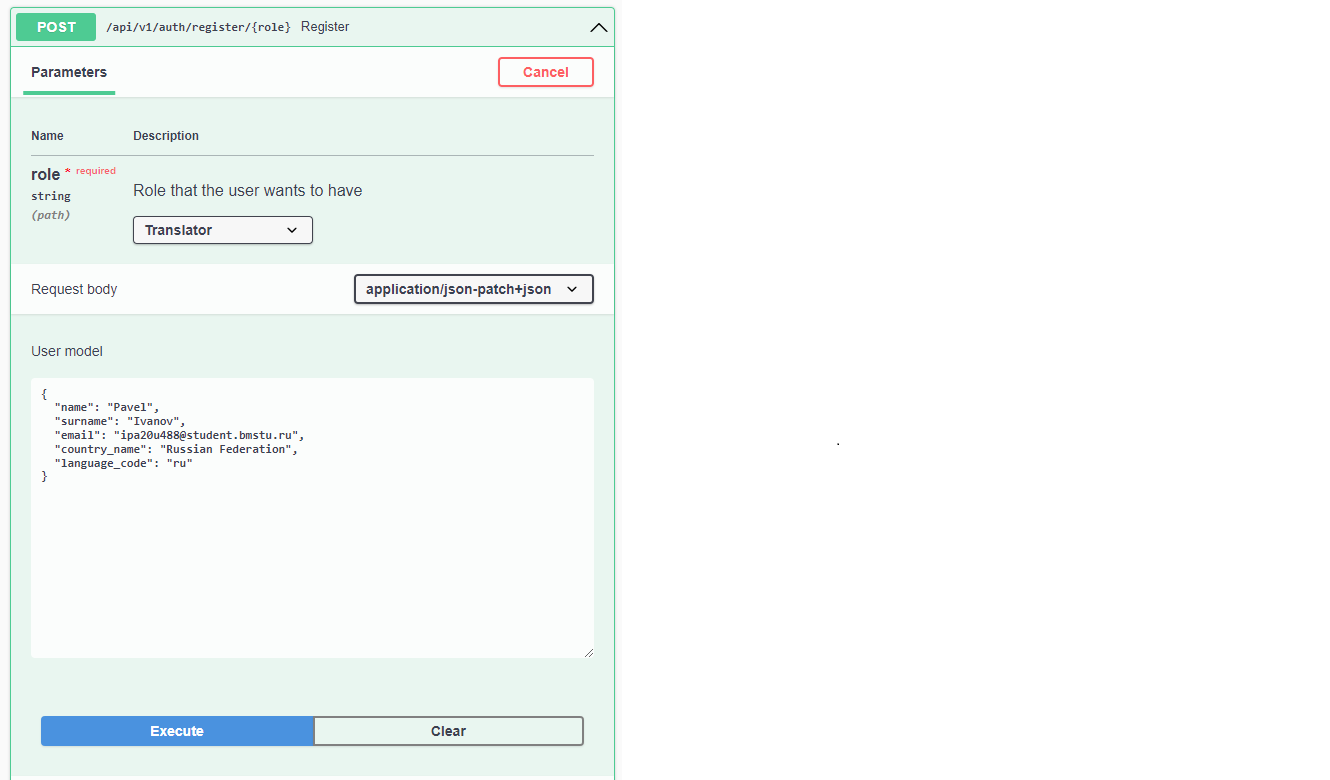 POST /api/v1/auth/register/{role} Register
Parameters Cancel
Name Description
role * required
string
(path)
Role that the user wants to have
Translator
Request body application/json-patch+json
User model
{
"name": "Pavel",
"surname": "Ivanov",
"email": "ipa20u488@student.bmstu.ru",
"country_name": "Russian Federation",
"language_code": "ru"
}
Execute Clear
.